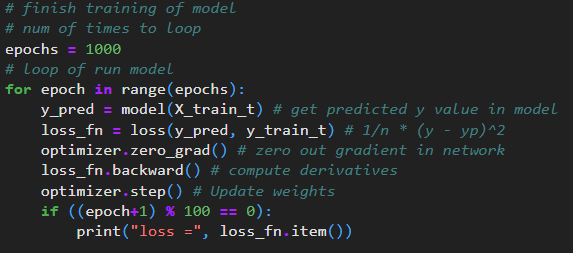 # finish training of model
# num of times to loop
epochs = 1000
# loop of run model
for epoch in range(epochs):
    y_pred = model(X_train_t) # get predicted y value in model
    loss_fn = loss(y_pred, y_train_t) # 1/n * (y - yp)^2
    optimizer.zero_grad() # zero out gradient in network
    loss_fn.backward() # compute derivatives
    optimizer.step() # Update weights
    if ((epoch+1) % 100 == 0):
        print("loss =", loss_fn.item())